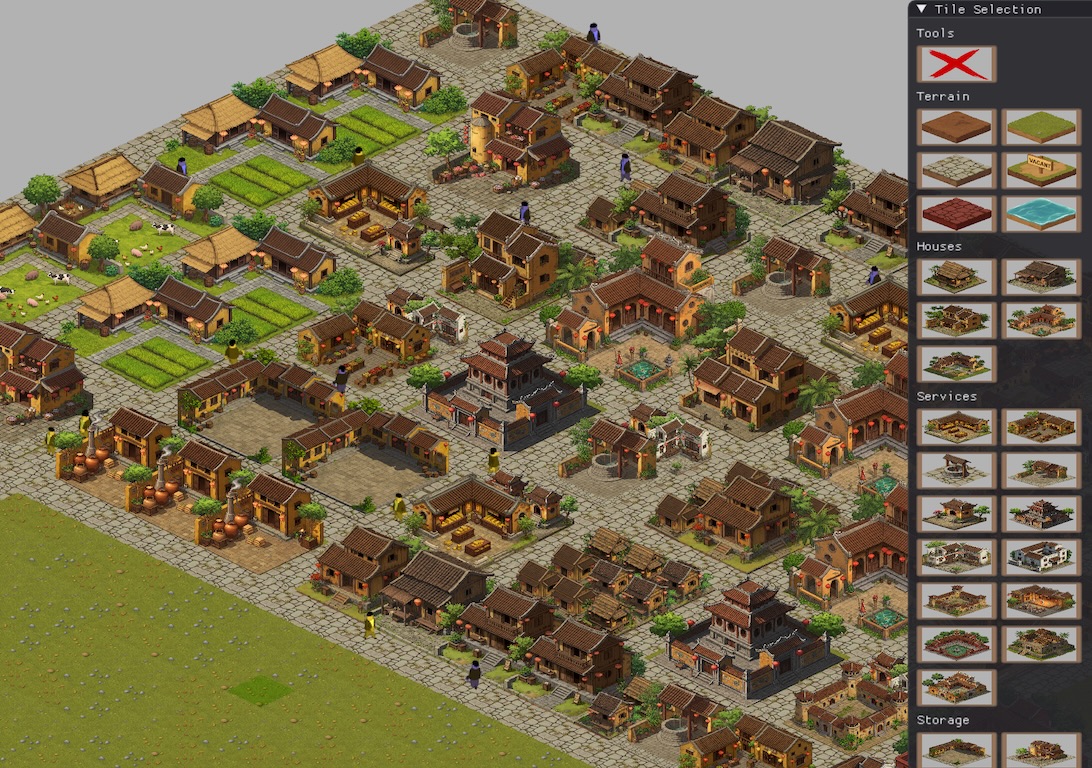 ▼ Tile Selection
Tools
Terrain
VACANT
Houses
Services
Storage